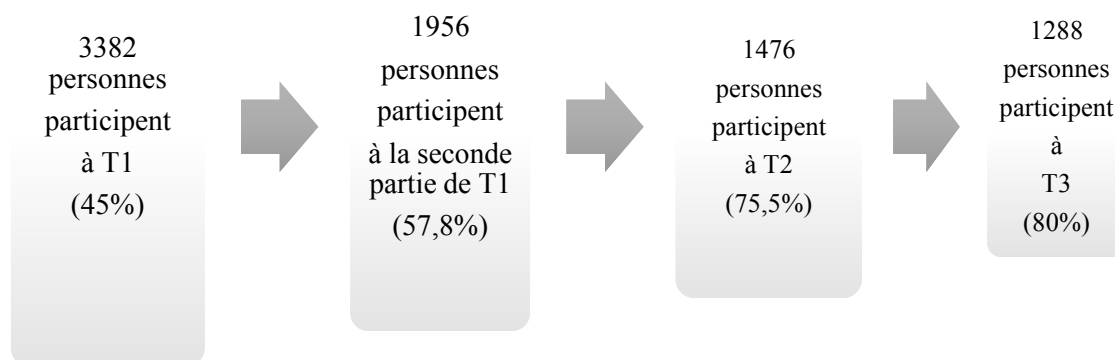 3382
personnes
participent
à T1
(45%)
1956
personnes
participent
à la seconde
partie de T1
(57,8%)
1476
personnes
participent
à T2
(75,5%)
1288
personnes
participent
à
T3
(80%)